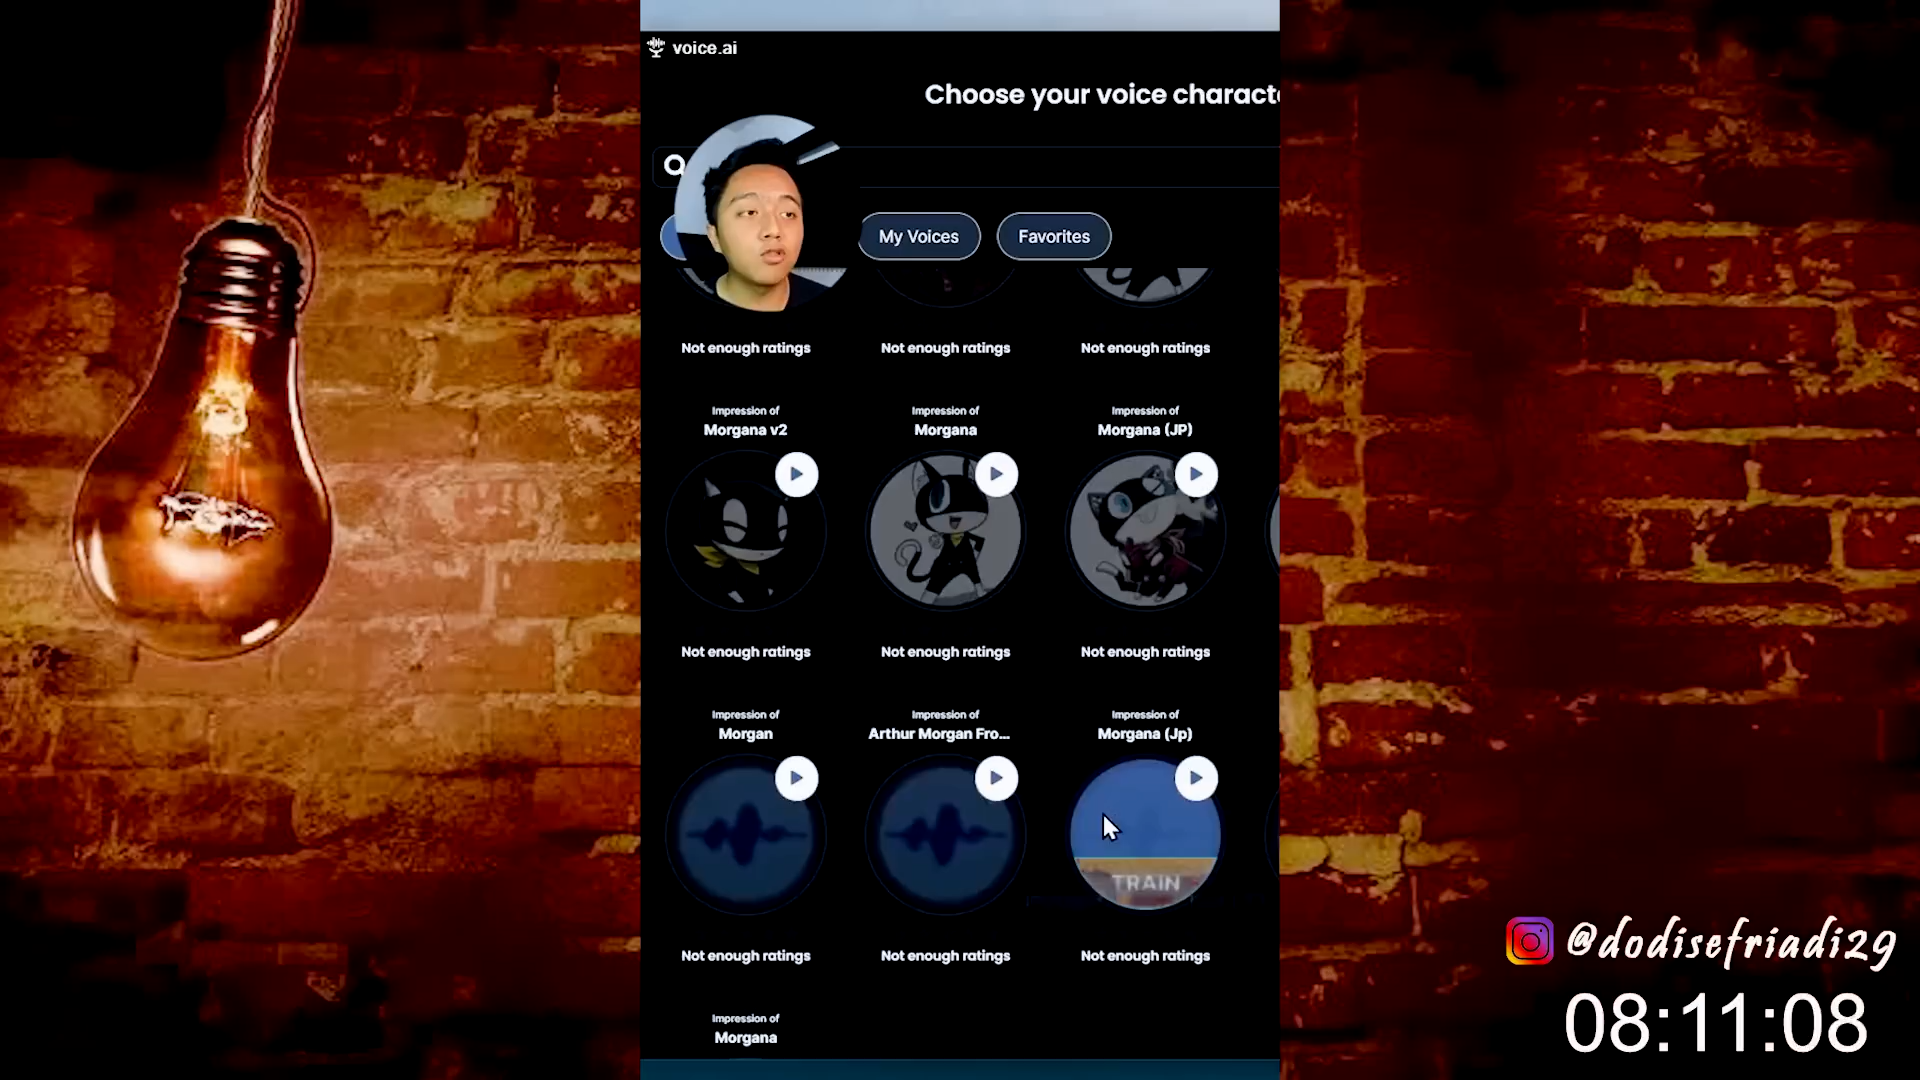 voice.ai
Choose your voice characte
My Voices
Favorites
Not enough ratings
Not enough ratings
Not enough ratings
Impression of
Morgana v2
Impression of
Morgana
Impression of
Morgana (JP)
Not enough ratings
Not enough ratings
Not enough ratings
Impression of
Morgan
Impression of
Arthur Morgan Fro...
Impression of
Morgana (Jp)
TRAIN
Not enough ratings
Not enough ratings
Not enough ratings
Impression of
Morgana
@dodisefriadi29
08:11:08